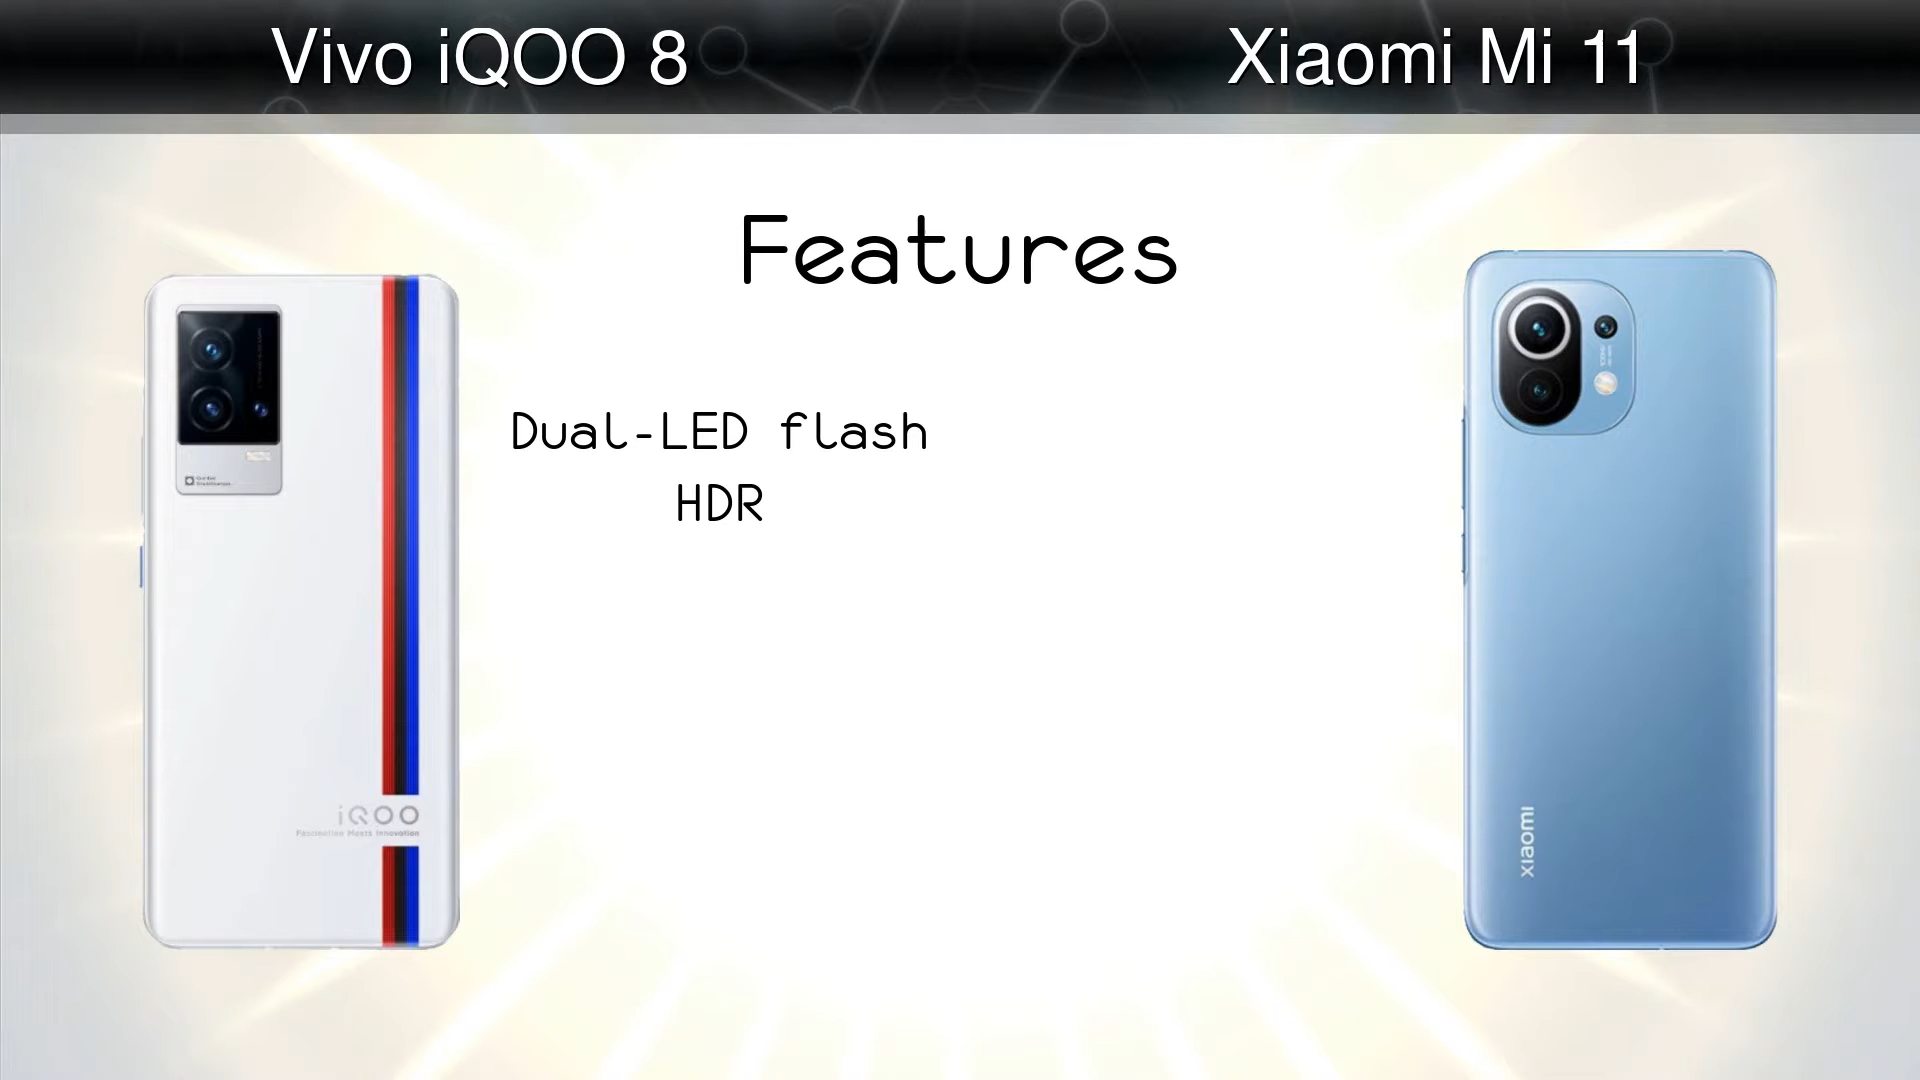 Vivo iQOO 8
Xiaomi Mi 11
Features
Dual-LED flash
HDR
iQOO
Fascination Meets Innovation
xiaomi